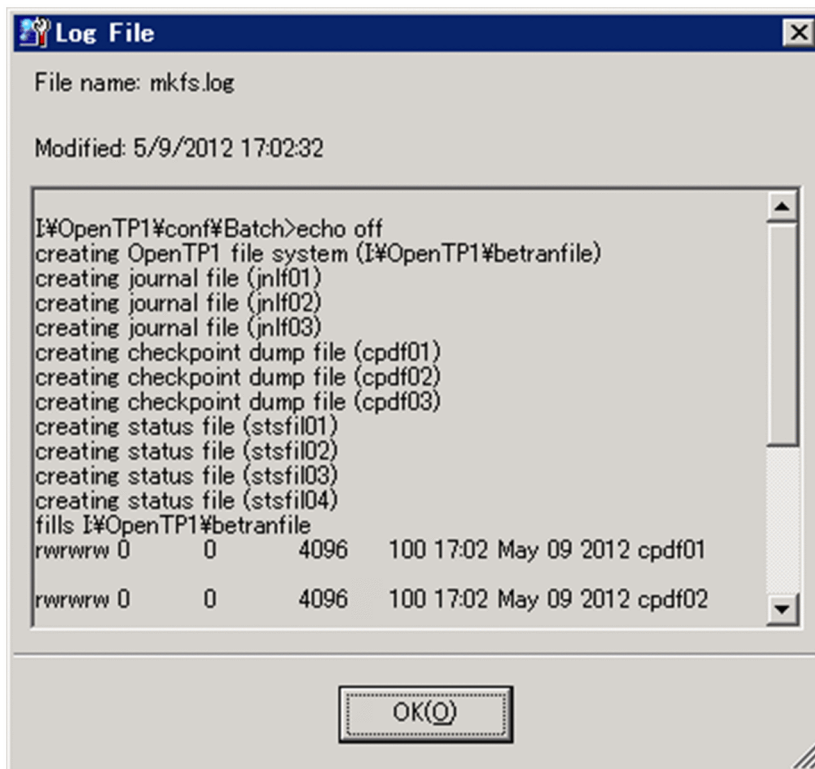 Log File
File name: mkfs.log
Modified: 5/9/2012 17:02:32
I:¥OpenTP1¥conf¥Batch>echo off
creating OpenTP1 file system (I:¥OpenTP1¥betranfile)
creating journal file (jnlf01)
creating journal file (jnlf02)
creating journal file (jnlf03)
creating checkpoint dump file (cpdf01)
creating checkpoint dump file (cpdf02)
creating checkpoint dump file (cpdf03)
creating status file (stsfil01)
creating status file (stsfil02)
creating status file (stsfil03)
creating status file (stsfil04)
fills I:¥OpenTP1¥betranfile
rwrwrw 0 0 4096 100 17:02 May 09 2012 cpdf01
rwrwrw 0 0 4096 100 17:02 May 09 2012 cpdf02
OK(O)